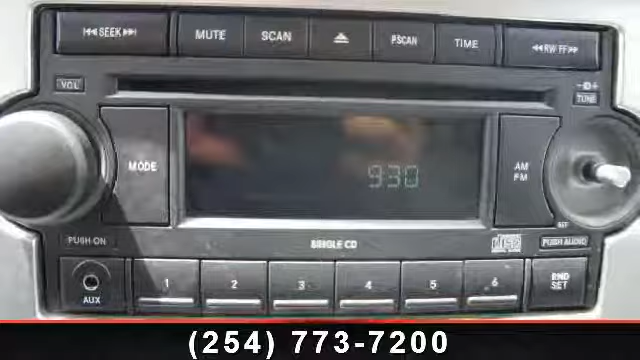 SEEK
MUTE
SCAN
PSCAN
TIME
RW FF
VOL
TUNE
MODE
930
AM
FM
PUSH ON
SINGLE CD
PUSH AUDIO
AUX
1
2
3
4
5
6
RND
SET
(254) 773-7200